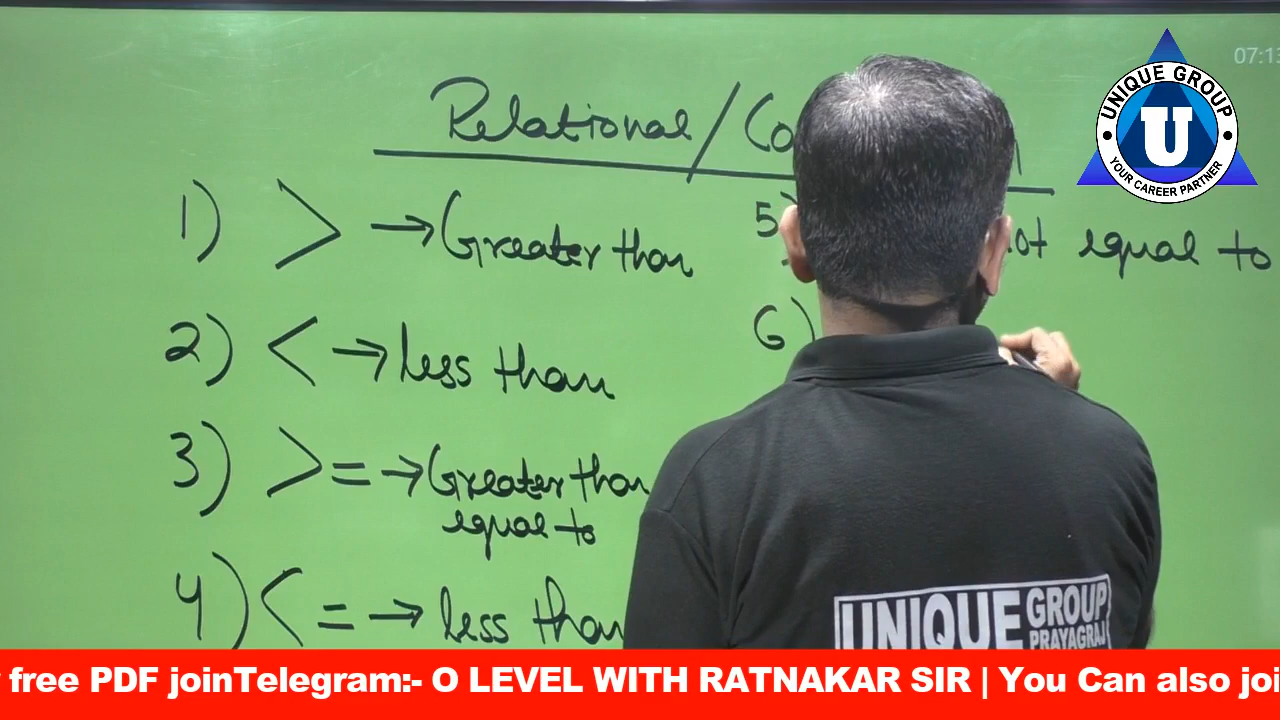 07:13
UNIQUE GROUP
U
YOUR CAREER PARTNER
Relational / Co
1) > → Greater than
2) < → less than
3) >= → Greater than
equal to
4) < = → less than
5)
not equal to
6)
UNIQUE GROUP
PRAYAGRAJ
free PDF joinTelegram:- O LEVEL WITH RATNAKAR SIR | You Can also joi